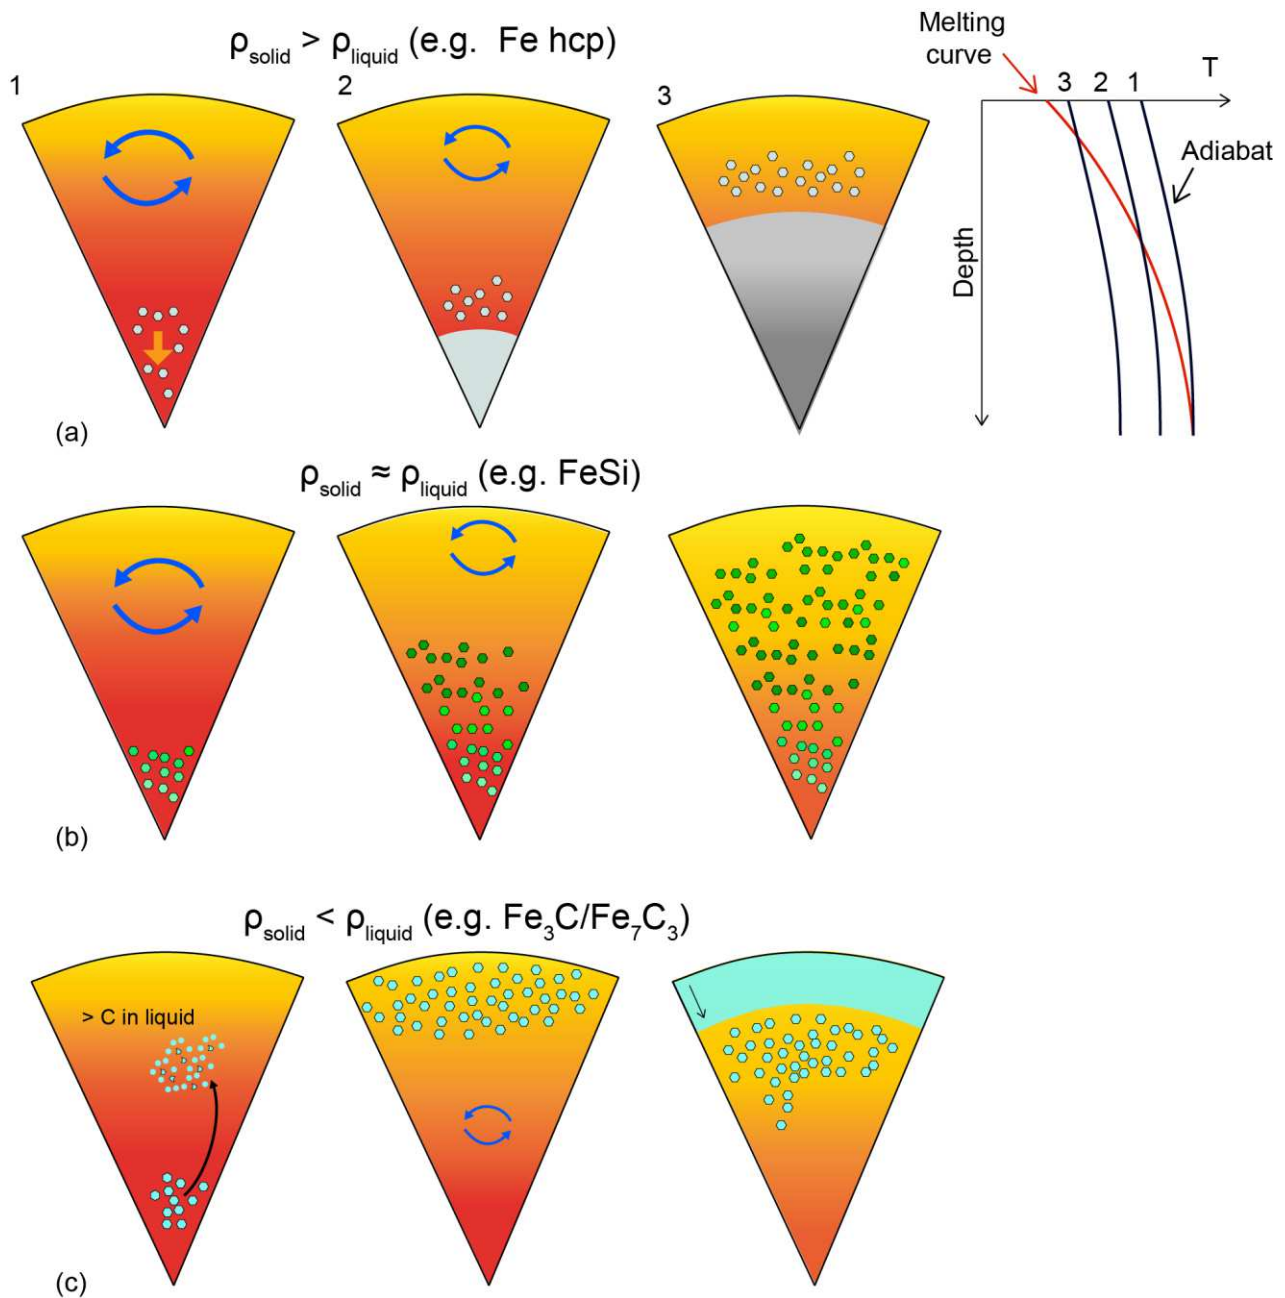 ρsolid > ρliquid (e.g. Fe hcp)
1
2
3
Melting
curve
3 2 1
T
Adiabat
Depth
(a)
ρsolid ≈ ρliquid (e.g. FeSi)
(b)
ρsolid < ρliquid (e.g. Fe₃C/Fe₇C₃)
> C in liquid
(c)